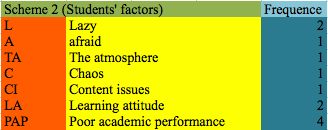 Scheme 2 (Students' factors) Frequence
L Lazy 2
A afraid 1
TA The atmosphere 1
C Chaos 1
CI Content issues 1
LA Learning attitude 2
PAP Poor academic performance 4